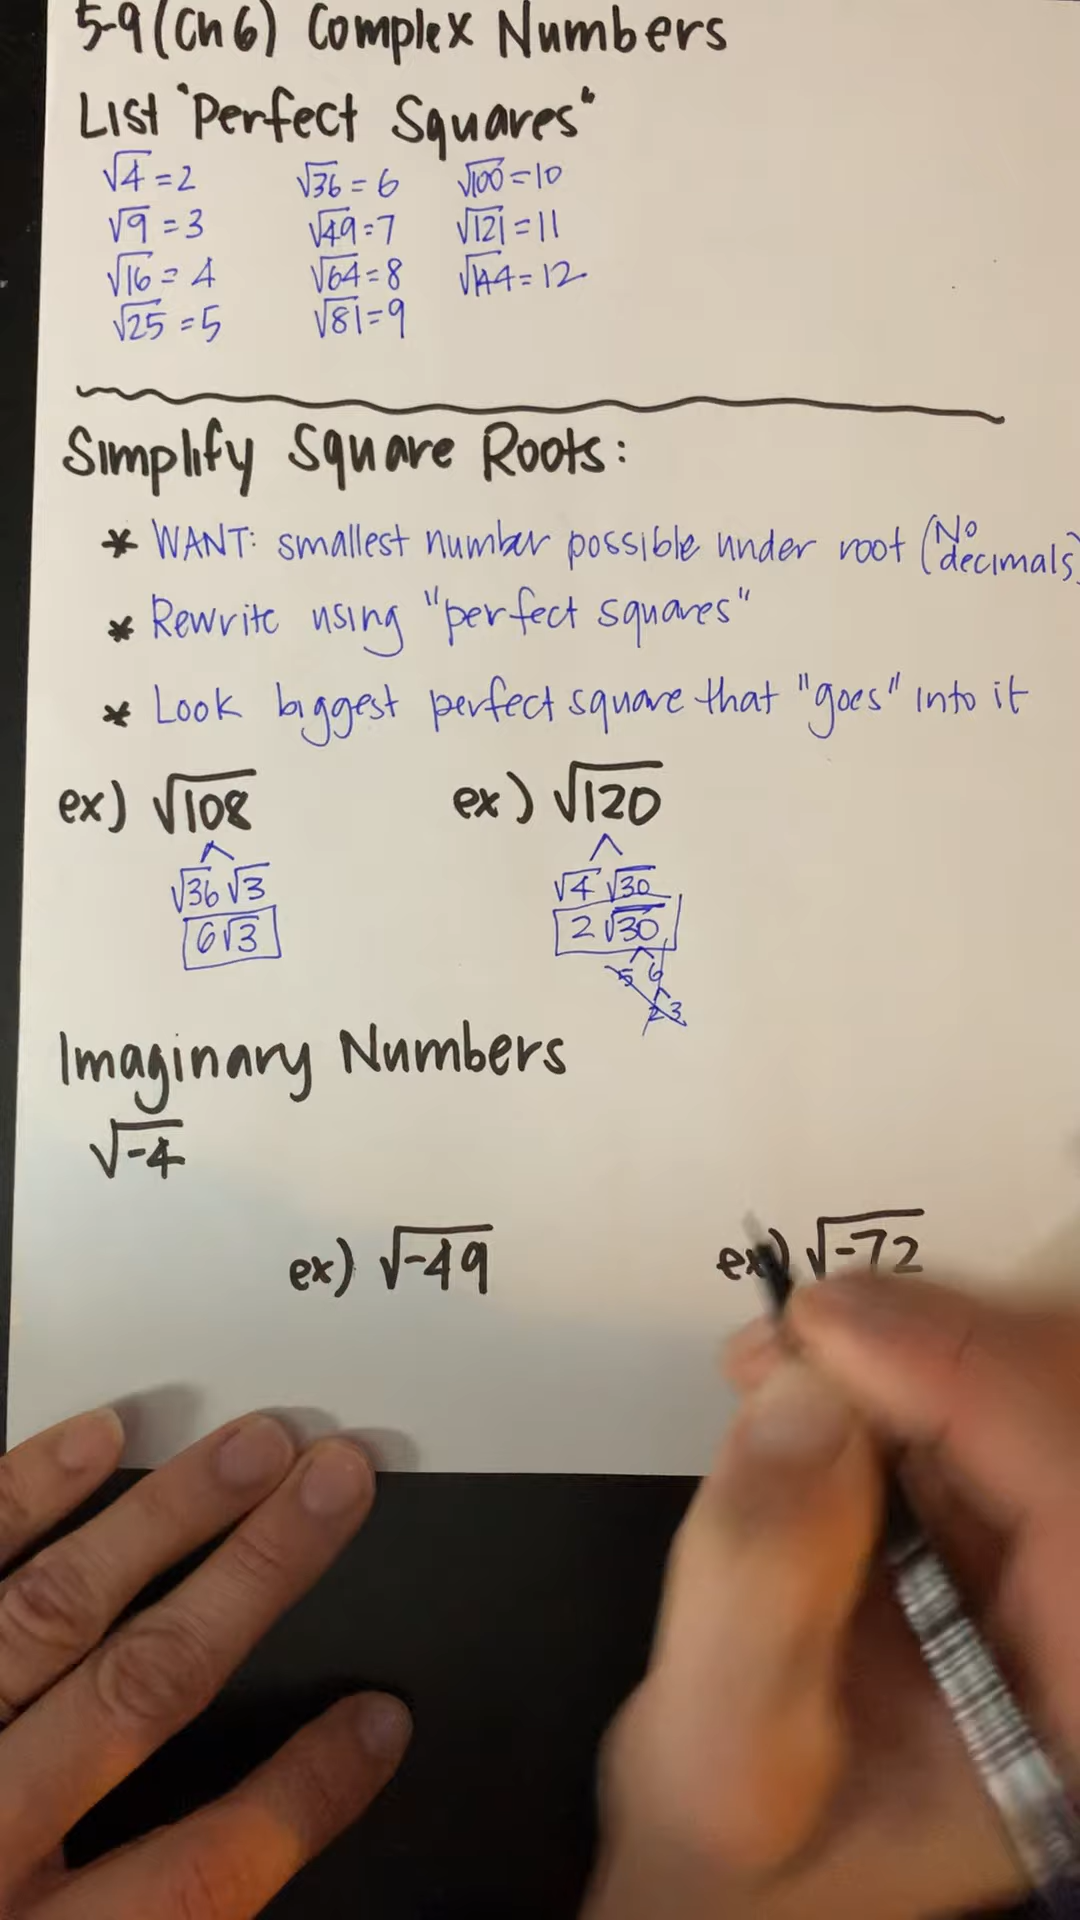 5-9 (Ch 6) Complex Numbers
List "Perfect Squares"
√4 = 2 √36 = 6 √100 = 10
√9 = 3 √49 = 7 √121 = 11
√16 = 4 √64 = 8 √144 = 12
√25 = 5 √81 = 9
Simplify Square Roots:
* WANT: smallest number possible under root (No decimals)
* Rewrite using "perfect squares"
* Look biggest perfect square that "goes" into it
ex) √108 ex) √120
√36 √3 √4 √30
6√3 2√30
5 6
2 3
Imaginary Numbers
√-4
ex) √-49 ex) √-72